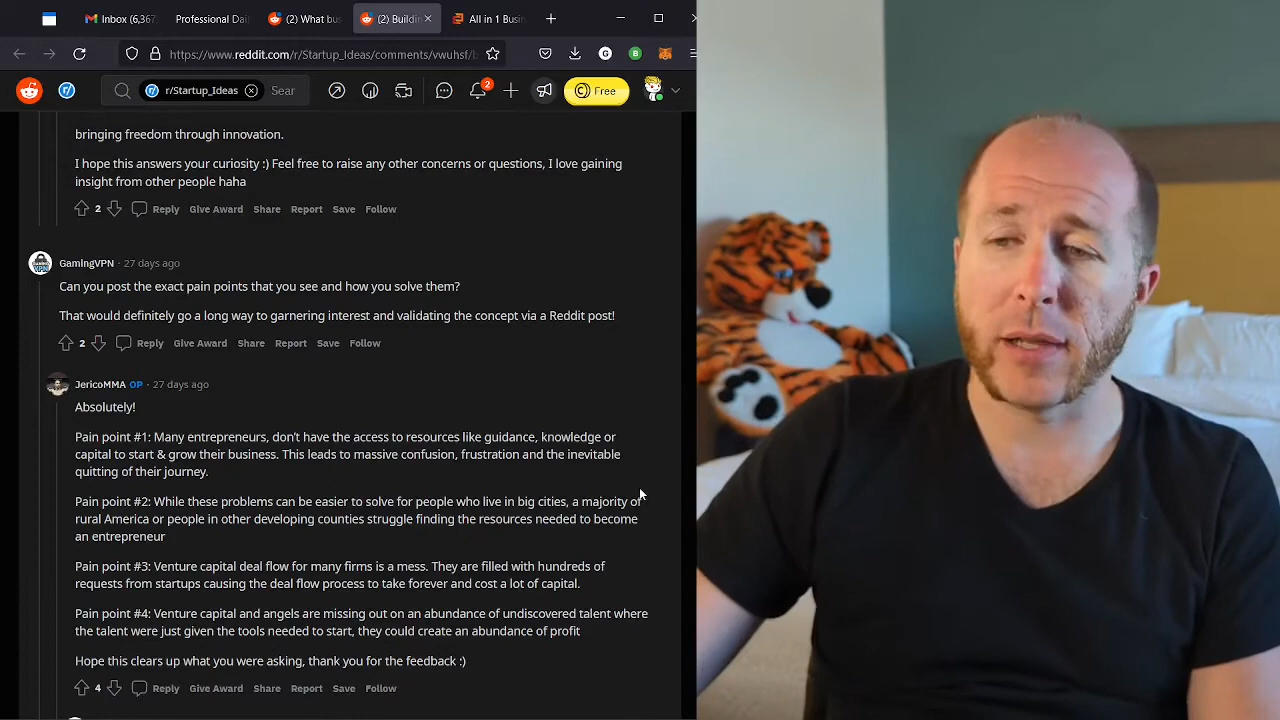 Inbox (6,367
Professional Dai
(2) What bus
(2) Buildin
All in 1 Busin
https://www.reddit.com/r/Startup_Ideas/comments/vwuhsf/
r/Startup_Ideas
Sear
2
Free
bringing freedom through innovation.
I hope this answers your curiosity :) Feel free to raise any other concerns or questions, I love gaining
insight from other people haha
2 Reply Give Award Share Report Save Follow
GamingVPN · 27 days ago
Can you post the exact pain points that you see and how you solve them?
That would definitely go a long way to garnering interest and validating the concept via a Reddit post!
2 Reply Give Award Share Report Save Follow
JericoMMA OP · 27 days ago
Absolutely!
Pain point #1: Many entrepreneurs, don't have the access to resources like guidance, knowledge or
capital to start & grow their business. This leads to massive confusion, frustration and the inevitable
quitting of their journey.
Pain point #2: While these problems can be easier to solve for people who live in big cities, a majority of
rural America or people in other developing counties struggle finding the resources needed to become
an entrepreneur
Pain point #3: Venture capital deal flow for many firms is a mess. They are filled with hundreds of
requests from startups causing the deal flow process to take forever and cost a lot of capital.
Pain point #4: Venture capital and angels are missing out on an abundance of undiscovered talent where
the talent were just given the tools needed to start, they could create an abundance of profit
Hope this clears up what you were asking, thank you for the feedback :)
4 Reply Give Award Share Report Save Follow